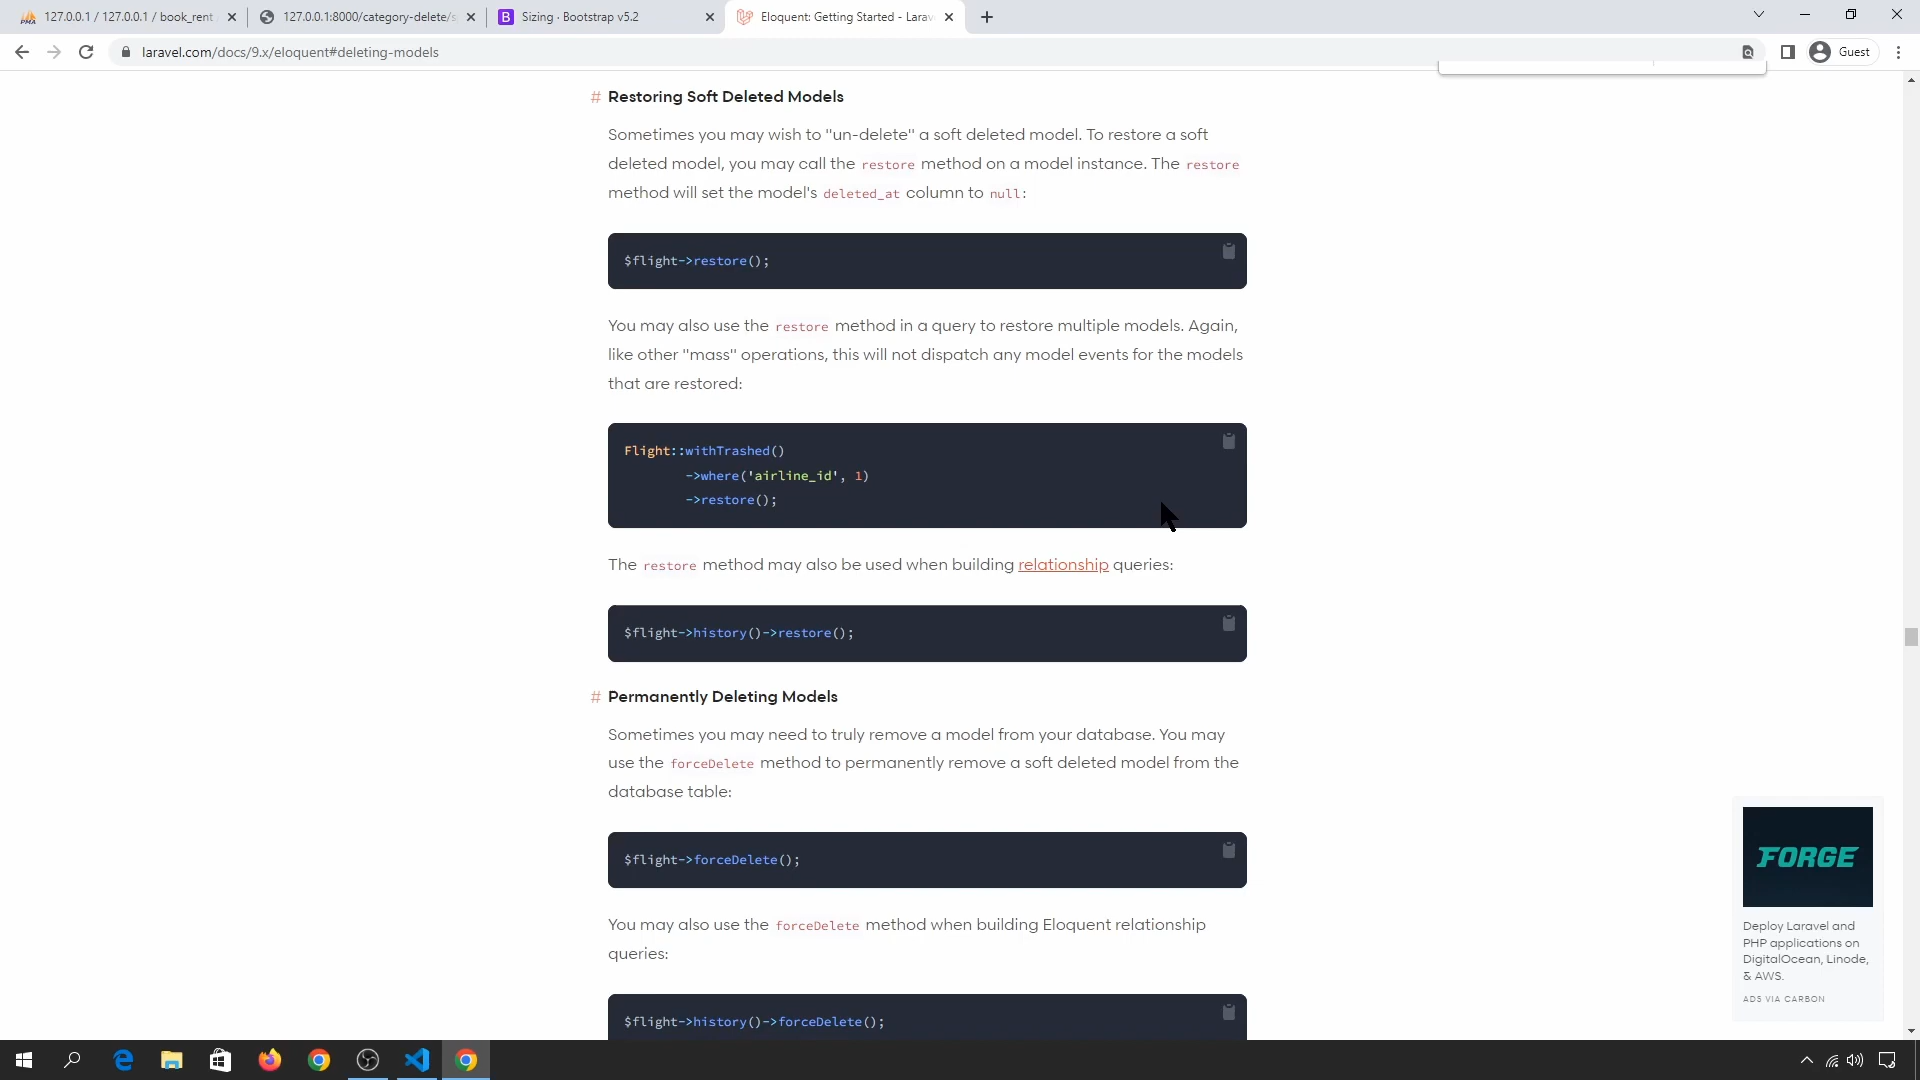 127.0.0.1 / 127.0.0.1 / book_rent
127.0.0.1:8000/category-delete/s
Sizing · Bootstrap v5.2
Eloquent: Getting Started - Larav
laravel.com/docs/9.x/eloquent#deleting-models
Guest
# Restoring Soft Deleted Models
Sometimes you may wish to "un-delete" a soft deleted model. To restore a soft
deleted model, you may call the restore method on a model instance. The restore
method will set the model's deleted_at column to null:
$flight->restore();
You may also use the restore method in a query to restore multiple models. Again,
like other "mass" operations, this will not dispatch any model events for the models
that are restored:
Flight::withTrashed()
->where('airline_id', 1)
->restore();
The restore method may also be used when building relationship queries:
$flight->history()->restore();
# Permanently Deleting Models
Sometimes you may need to truly remove a model from your database. You may
use the forceDelete method to permanently remove a soft deleted model from the
database table:
$flight->forceDelete();
You may also use the forceDelete method when building Eloquent relationship
queries:
$flight->history()->forceDelete();
FORGE
Deploy Laravel and
PHP applications on
DigitalOcean, Linode,
& AWS.
ADS VIA CARBON